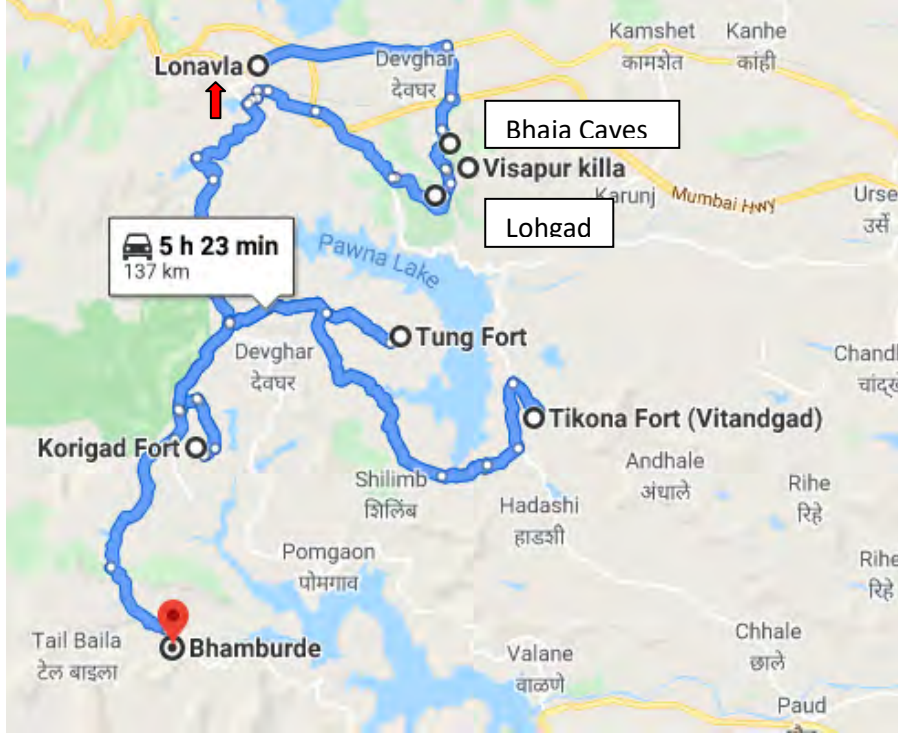 Kamshet
कामशेत
Kanhe
कांही
Lonavla
Devghar
देवघर
Bhaja Caves
Visapur killa
Karunj
Mumbai Hwy
Urse
उर्से
Lohgad
5 h 23 min
137 km
Pawna Lake
Tung Fort
Devghar
देवघर
Chandk
चांदख
Tikona Fort (Vitandgad)
Korigad Fort
Andhale
अंधाले
Shilimb
शिलिंब
Rihe
रिहे
Hadashi
हाडशी
Pomgaon
पोमगाव
Rihe
रिहे
Tail Baila
टेल बाइला
Bhamburde
Chhale
छाले
Valane
वाळणे
Paud